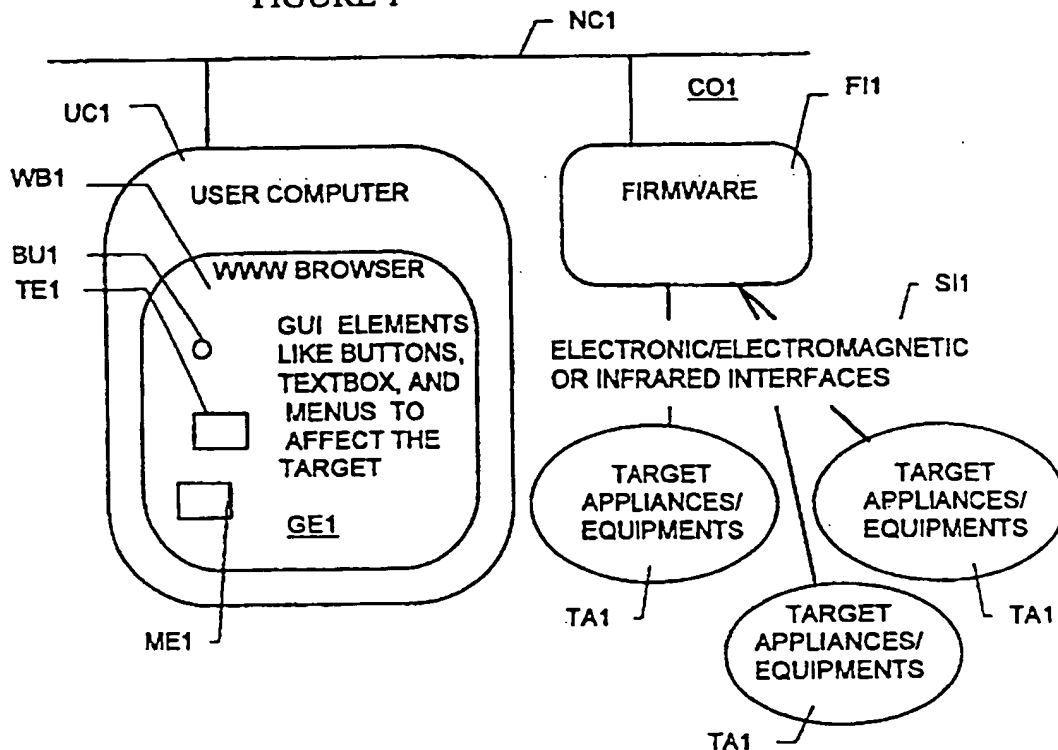 NC1
CO1
FI1
UC1
WB1
USER COMPUTER
FIRMWARE
BU1
WWW BROWSER
TE1
SI1
GUI ELEMENTS
LIKE BUTTONS,
TEXTBOX, AND
MENUS TO
AFFECT THE
TARGET
ELECTRONIC/ELECTROMAGNETIC
OR INFRARED INTERFACES
GE1
TARGET
APPLIANCES/
EQUIPMENTS
TARGET
APPLIANCES/
EQUIPMENTS
TA1
TA1
ME1
TARGET
APPLIANCES/
EQUIPMENTS
TA1